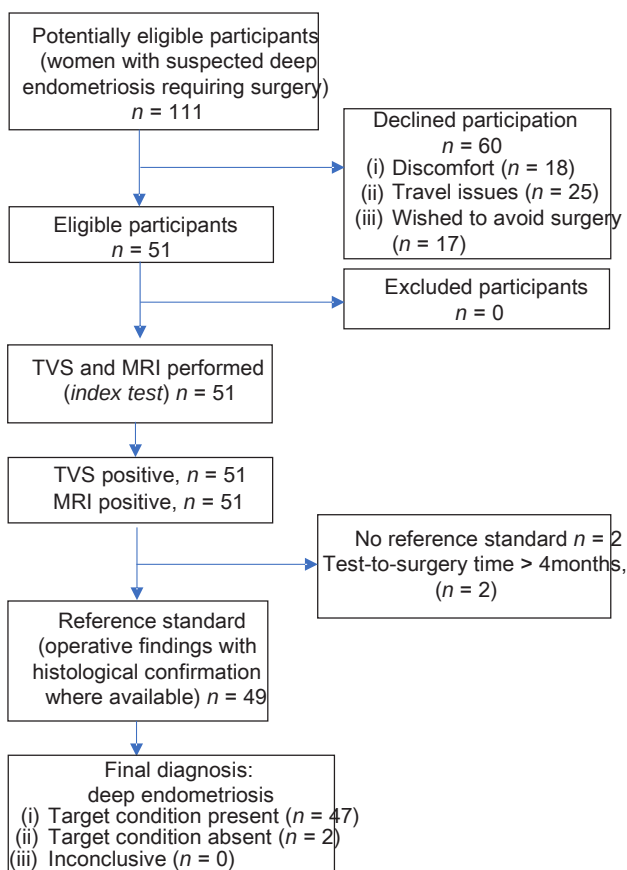 Potentially eligible participants
(women with suspected deep
endometriosis requiring surgery)
n = 111
Declined participation
n = 60
(i) Discomfort (n = 18)
(ii) Travel issues (n = 25)
(iii) Wished to avoid surgery
(n = 17)
Eligible participants
n = 51
Excluded participants
n = 0
TVS and MRI performed
(index test) n = 51
TVS positive, n = 51
MRI positive, n = 51
No reference standard n = 2
Test-to-surgery time > 4months,
(n = 2)
Reference standard
(operative findings with
histological confirmation
where available) n = 49
Final diagnosis:
deep endometriosis
(i) Target condition present (n = 47)
(ii) Target condition absent (n = 2)
(iii) Inconclusive (n = 0)